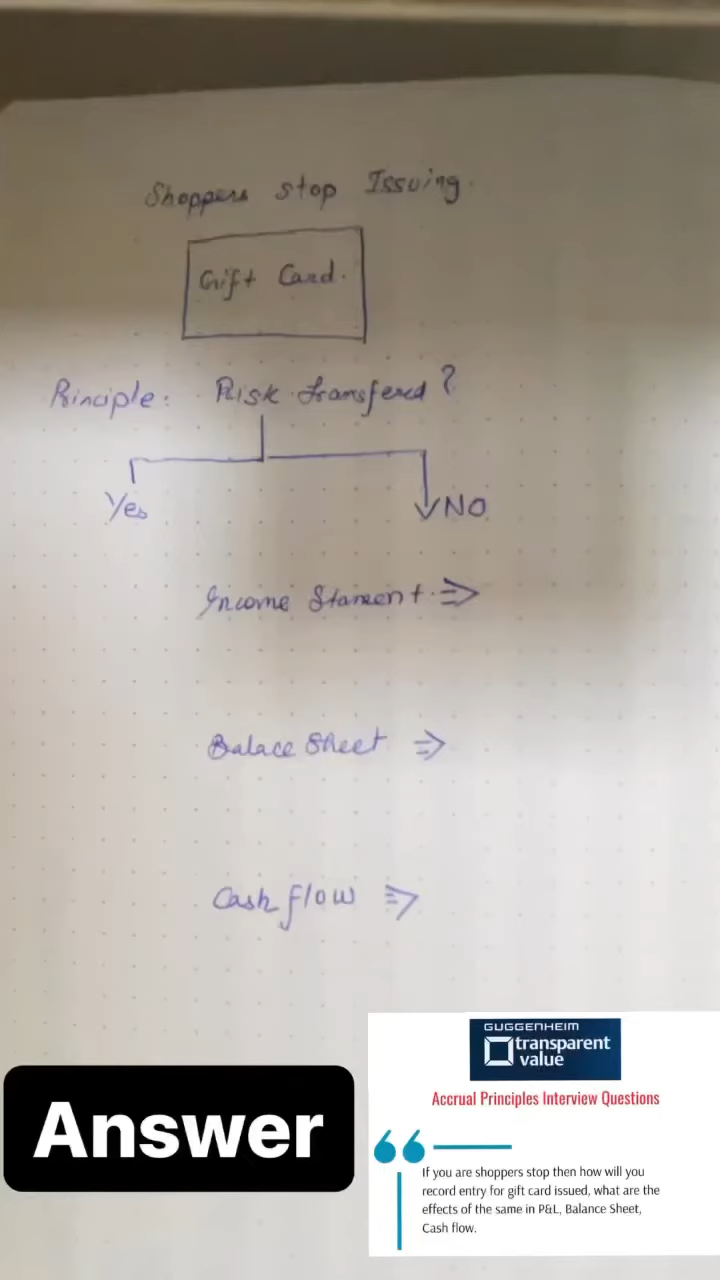 Shoppers stop Issuing.
Gift Card.
Principle: Risk transfered?
Yes
NO
Income Stament.
Balace Sheet
Cash flow
GUGGENHEIM
transparent
value
Accrual Principles Interview Questions
Answer
If you are shoppers stop then how will you
record entry for gift card issued, what are the
effects of the same in P&L, Balance Sheet,
Cash flow.